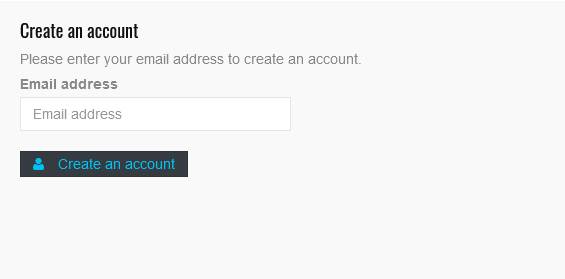 Create an account
Please enter your email address to create an account.
Email address
Email address
Create an account